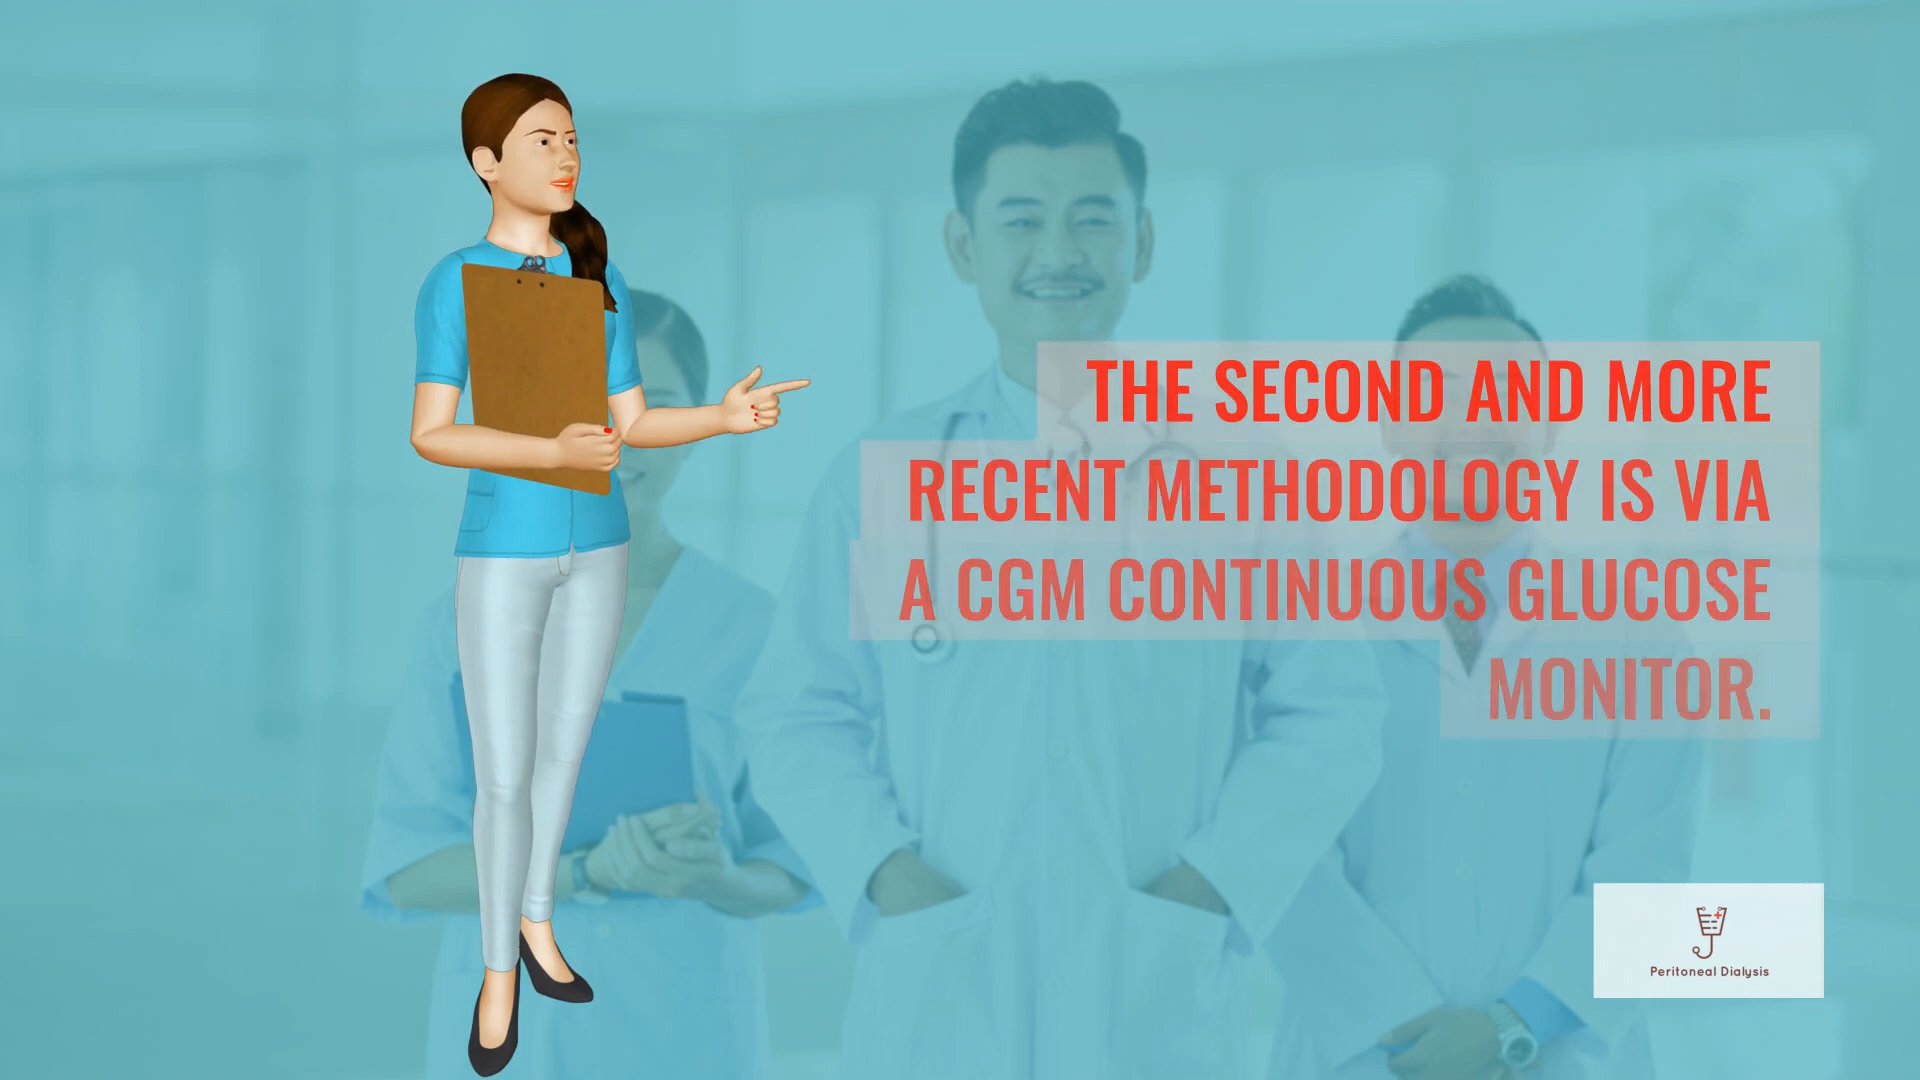 THE SECOND AND MORE
RECENT METHODOLOGY IS VIA
A CGM CONTINUOUS GLUCOSE
MONITOR.
Peritoneal Dialysis